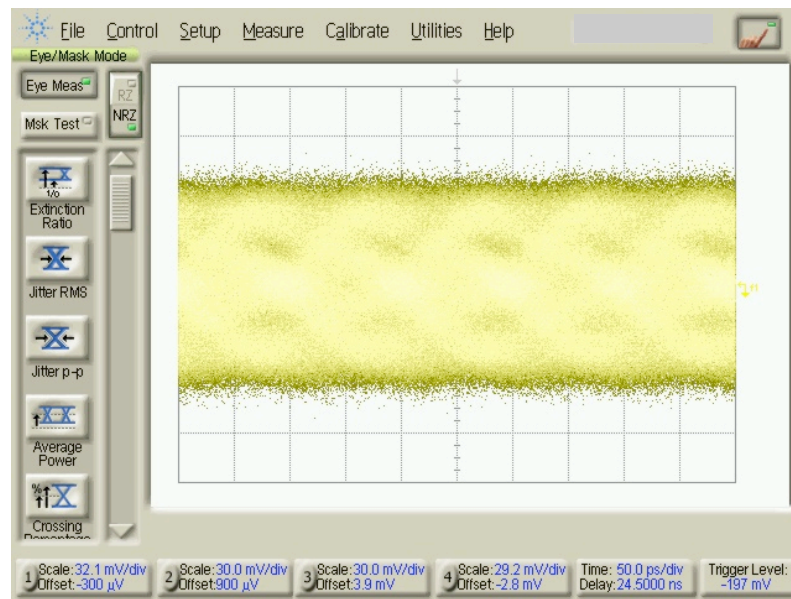 File Control Setup Measure Calibrate Utilities Help
Eye/Mask Mode
Eye Meas
RZ
NRZ
Msk Test
1/0
Extinction
Ratio
Jitter RMS
Jitter p-p
Average
Power
%
Crossing
1 Scale:32.1 mV/div
Offset:-300 µV
2 Scale:30.0 mV/div
Offset:900 µV
3 Scale:30.0 mV/div
Offset:3.9 mV
4 Scale:29.2 mV/div
Offset:-2.8 mV
Time: 50.0 ps/div
Delay:24.5000 ns
Trigger Level:
-197 mV